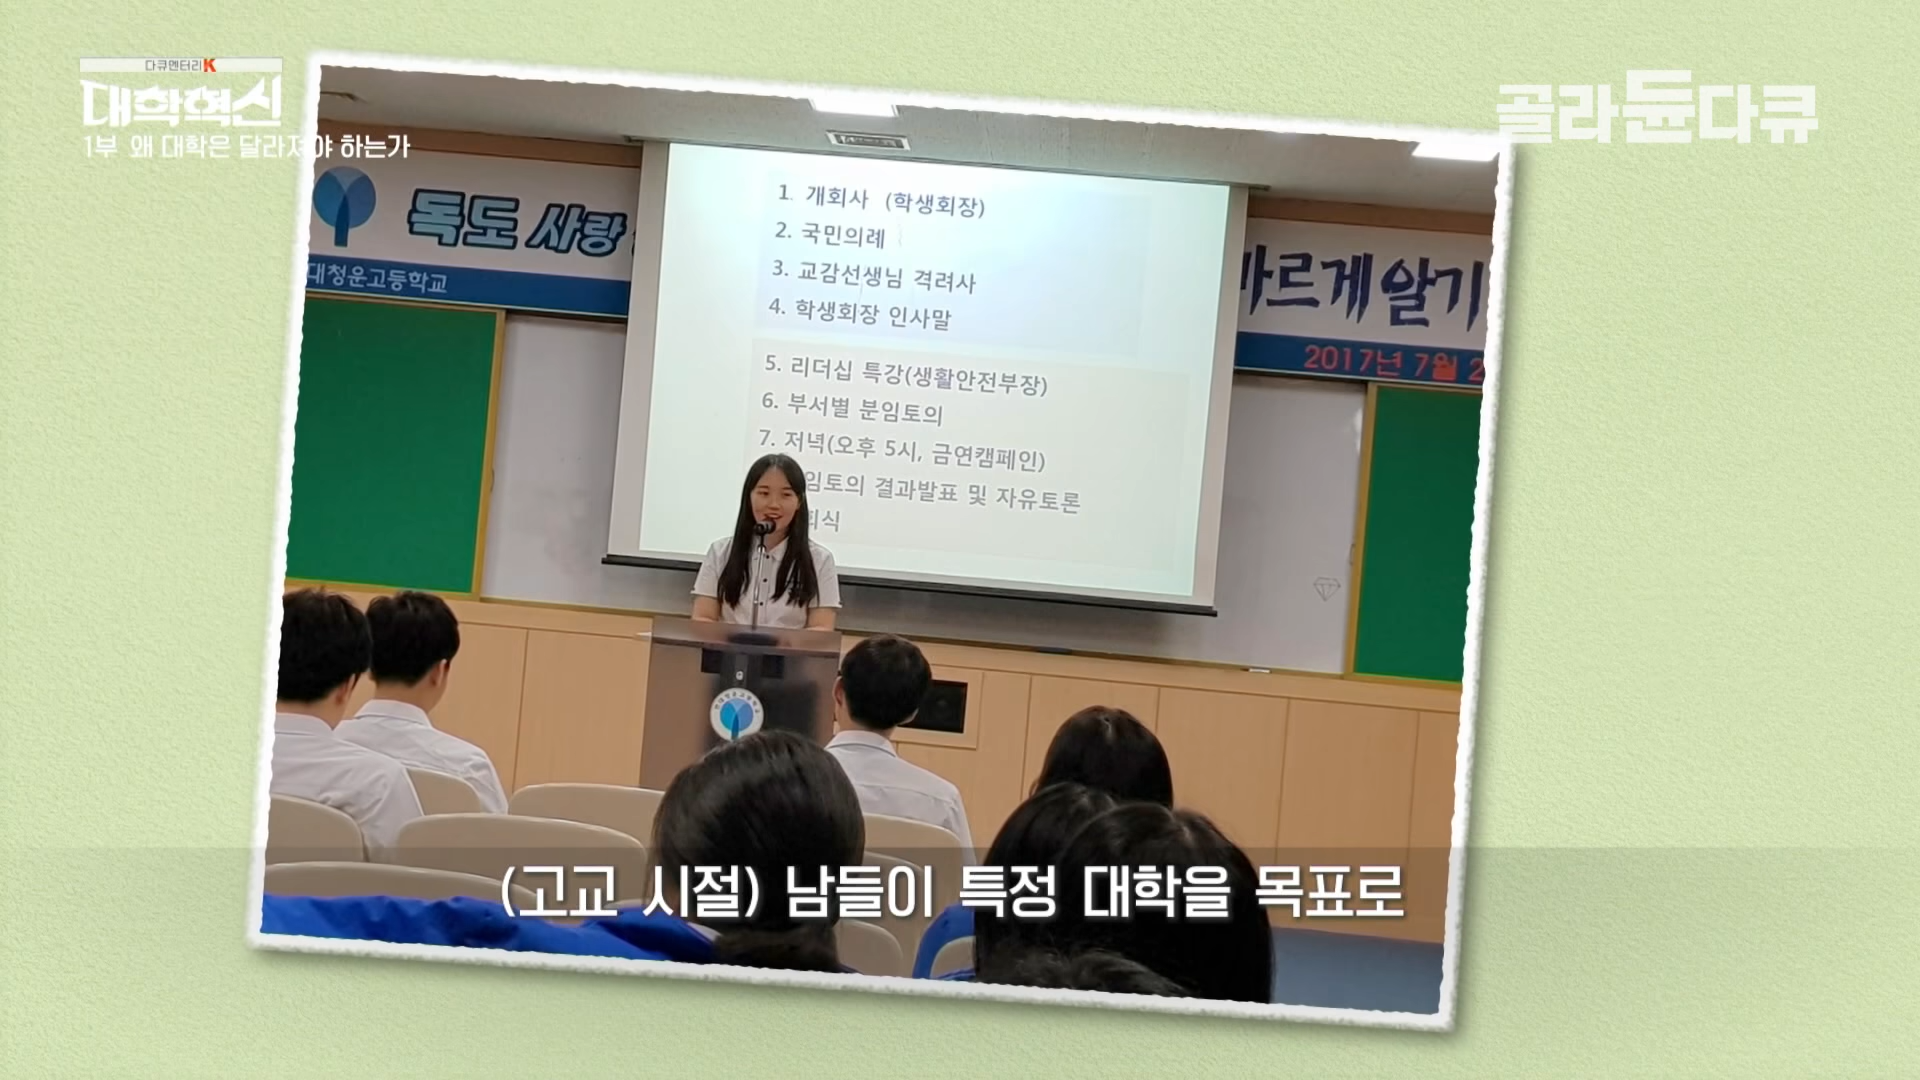 다큐멘터리K
대학혁신
1부 왜 대학은 달라져야 하는가
골라둔다큐
독도 사랑
대청운고등학교
바르게 알기
2017년 7월 2
1. 개회사 (학생회장)
2. 국민의례
3. 교감선생님 격려사
4. 학생회장 인사말
5. 리더십 특강(생활안전부장)
6. 부서별 분임토의
7. 저녁(오후 5시, 금연캠페인)
임토의 결과발표 및 자유토론
회식
(고교 시절) 남들이 특정 대학을 목표로